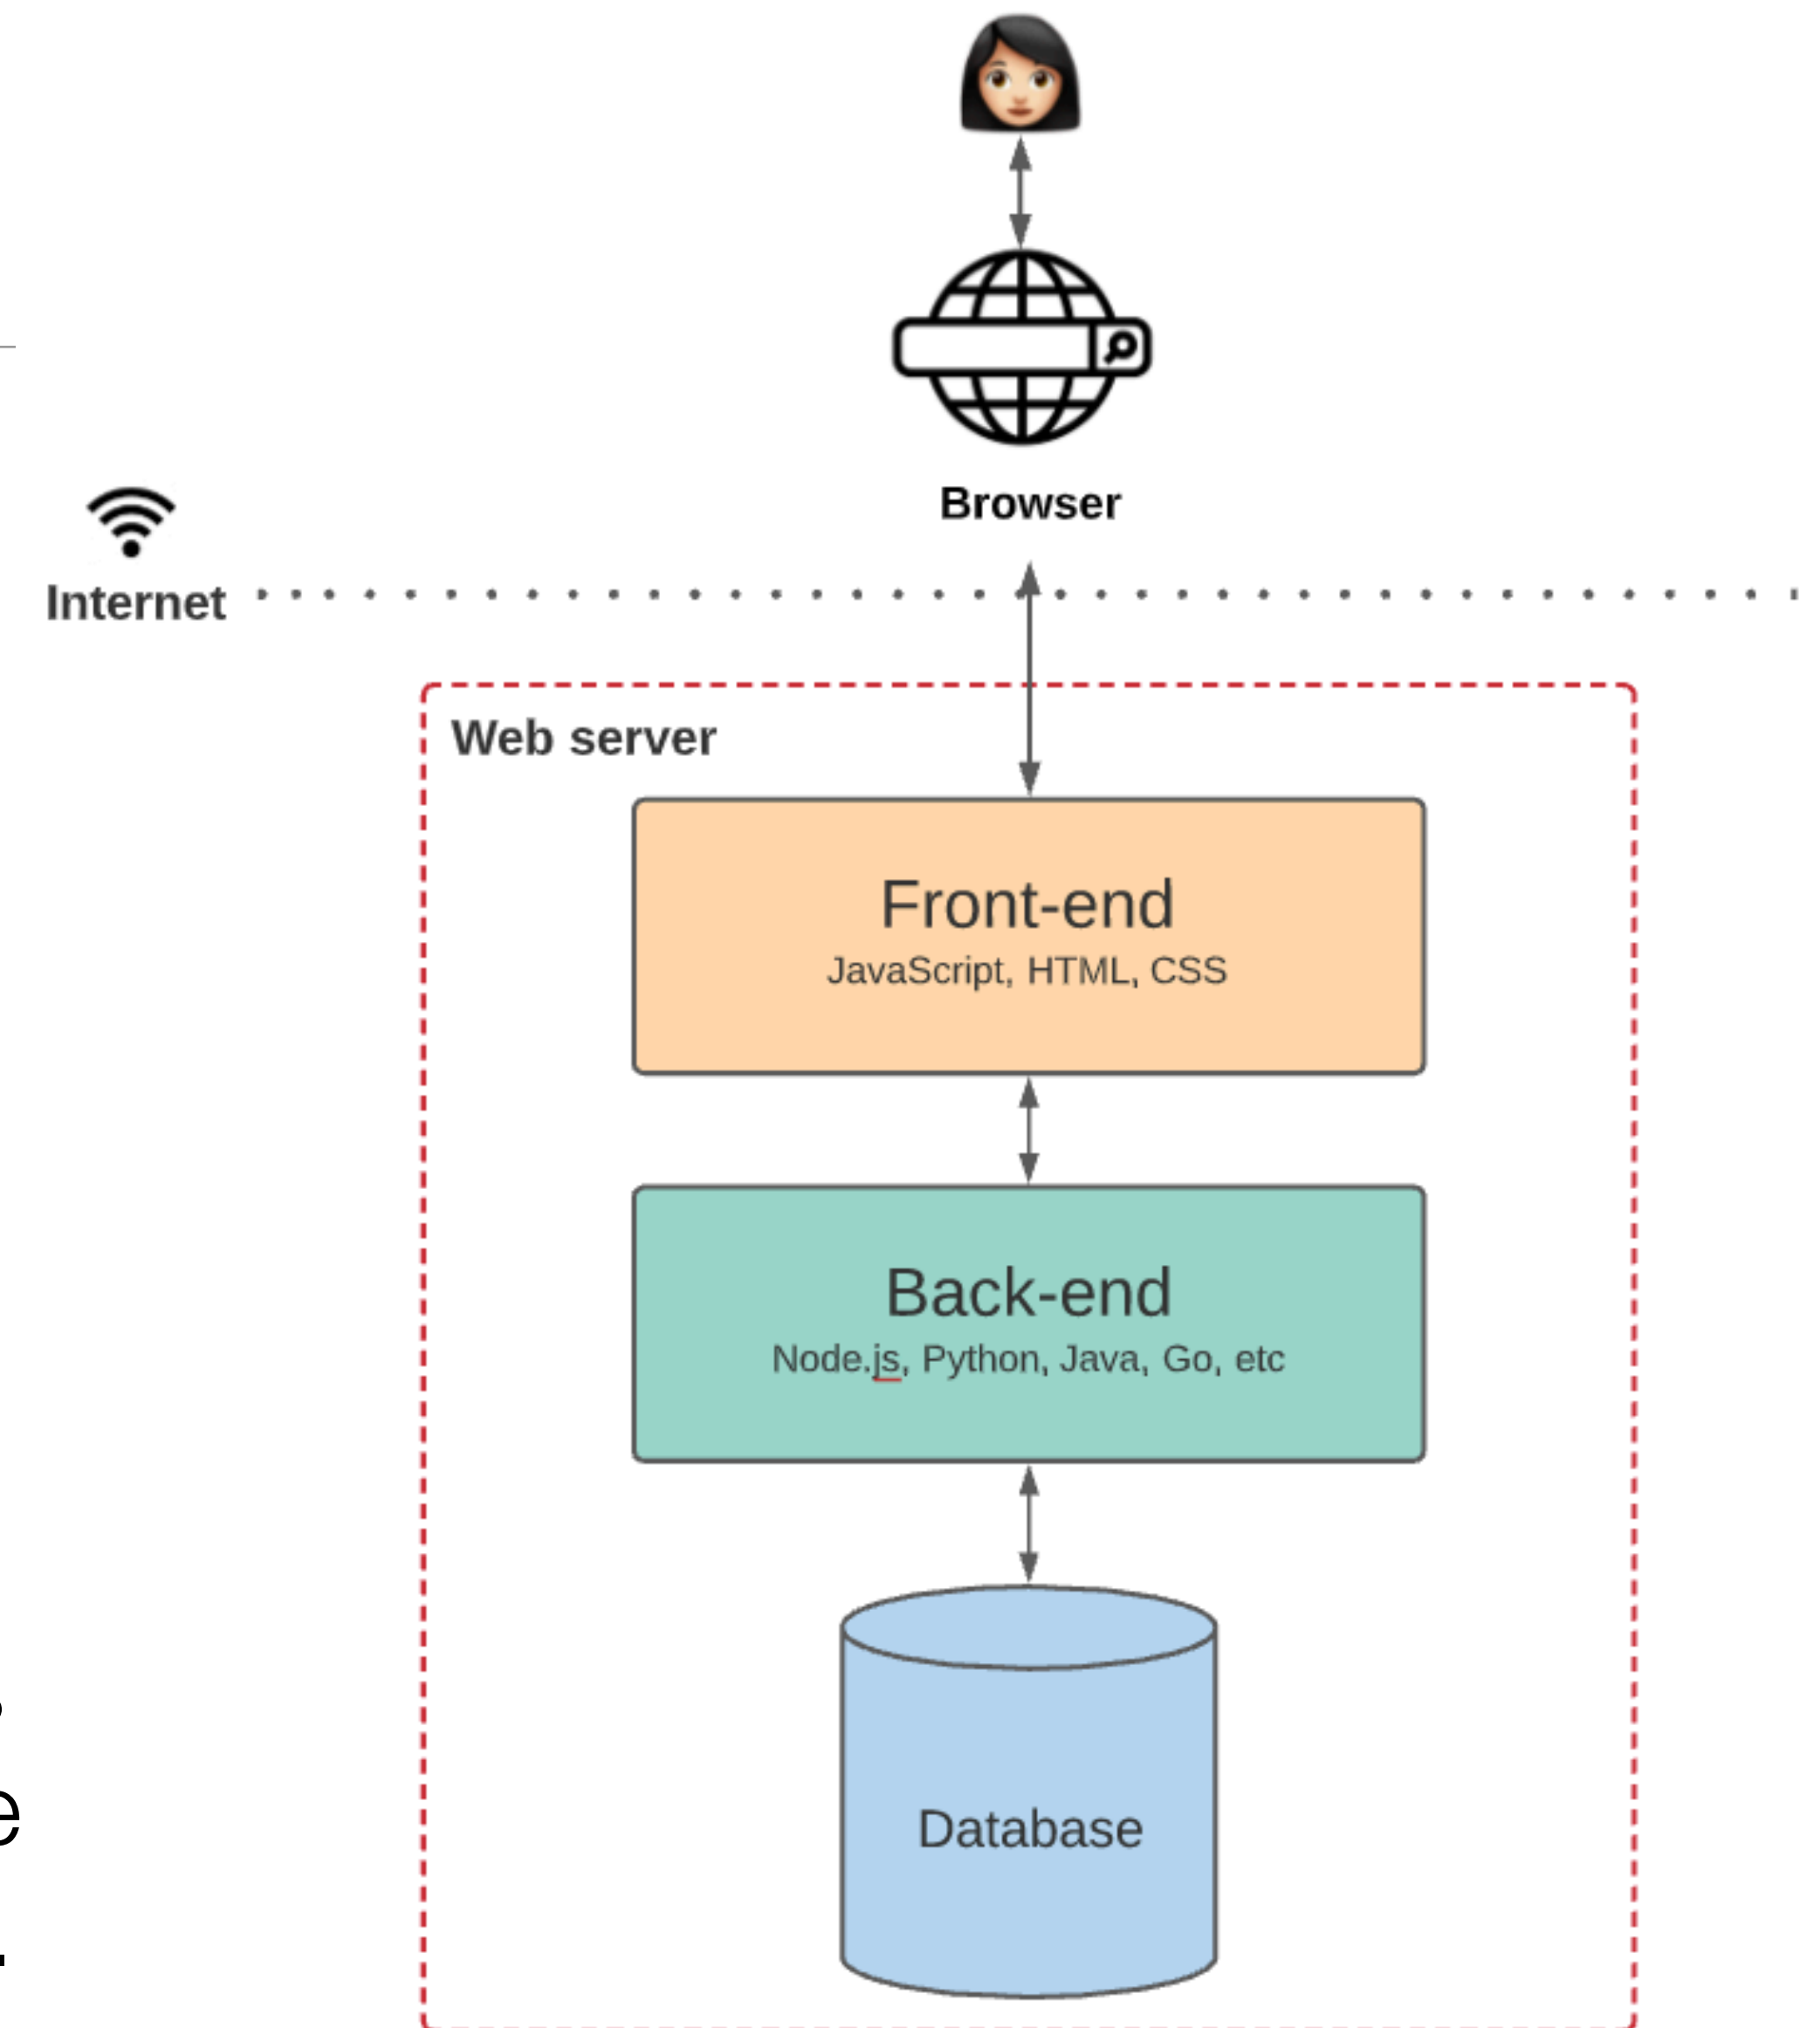 Browser
Internet
Web server
Front-end
JavaScript, HTML, CSS
Back-end
Node.js, Python, Java, Go, etc
Database
e
.